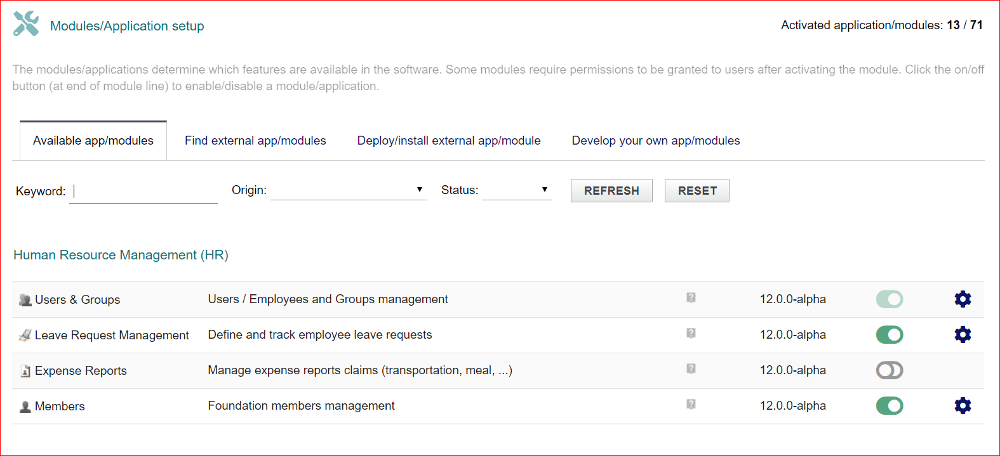 Modules/Application setup
Activated application/modules: 13 / 71
The modules/applications determine which features are available in the software. Some modules require permissions to be granted to users after activating the module. Click the on/off
button (at end of module line) to enable/disable a module/application.
Available app/modules Find external app/modules Deploy/install external app/module Develop your own app/modules
Keyword: Origin: Status: REFRESH RESET
Human Resource Management (HR)
Users & Groups Users / Employees and Groups management ? 12.0.0-alpha
Leave Request Management Define and track employee leave requests ? 12.0.0-alpha
Expense Reports Manage expense reports claims (transportation, meal, ...) ? 12.0.0-alpha
Members Foundation members management ? 12.0.0-alpha